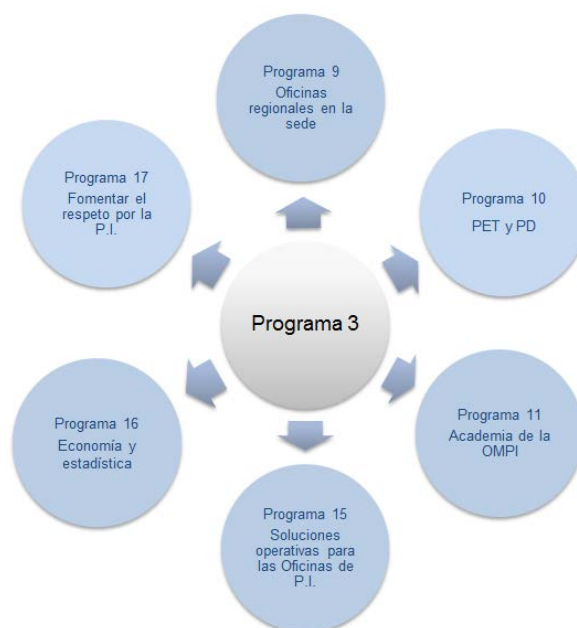 Programa 9
Oficinas
regionales en la
sede
Programa 17
Fomentar el
respeto por la
P.I.
Programa 10
PET y PD
Programa 3
Programa 16
Economía y
estadística
Programa 11
Academia de la
OMPI
Programa 15
Soluciones
operativas para
las Oficinas de
P.I.